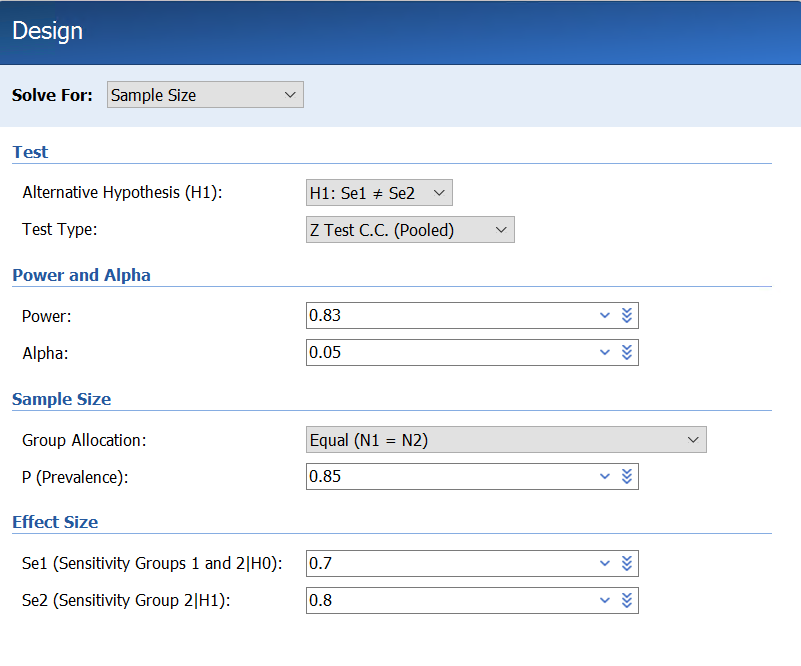 Design
Solve For: Sample Size
Test
Alternative Hypothesis (H1): H1: Se1 ≠ Se2
Test Type: Z Test C.C. (Pooled)
Power and Alpha
Power: 0.83
Alpha: 0.05
Sample Size
Group Allocation: Equal (N1 = N2)
P (Prevalence): 0.85
Effect Size
Se1 (Sensitivity Groups 1 and 2|H0): 0.7
Se2 (Sensitivity Group 2|H1): 0.8